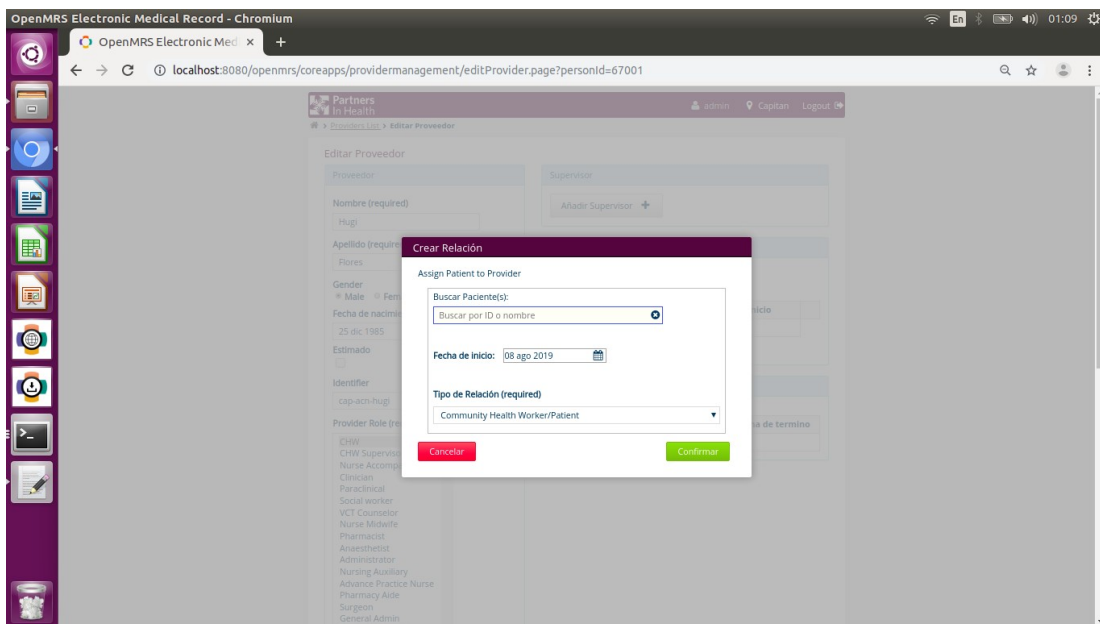 OpenMRS Electronic Medical Record - Chromium
En
01:09
OpenMRS Electronic Med
localhost:8080/openmrs/coreapps/providermanagement/editProvider.page?personId=67001
Partners
In Health
admin
Capitan
Logout
> Providers List > Editar Proveedor
Editar Proveedor
Proveedor
Supervisor
Nombre (required)
Añadir Supervisor +
Hugi
Apellido (require
Flores
Gender
Male
Fem
Fecha de nacimie
25 dic 1985
Estimado
Identifier
cap-acn-hugi
Provider Role (re
CHW
CHW Superviso
Nurse Accomp
Clinician
Paraclinical
Social worker
VCT Counselor
Nurse Midwife
Pharmacist
Anaesthetist
Administrator
Nursing Auxiliary
Advance Practice Nurse
Pharmacy Aide
Surgeon
General Admin
Crear Relación
Assign Patient to Provider
Buscar Paciente(s):
Buscar por ID o nombre
Fecha de inicio: 08 ago 2019
Tipo de Relación (required)
Community Health Worker/Patient
Cancelar
Confirmar
nicio
a de termino